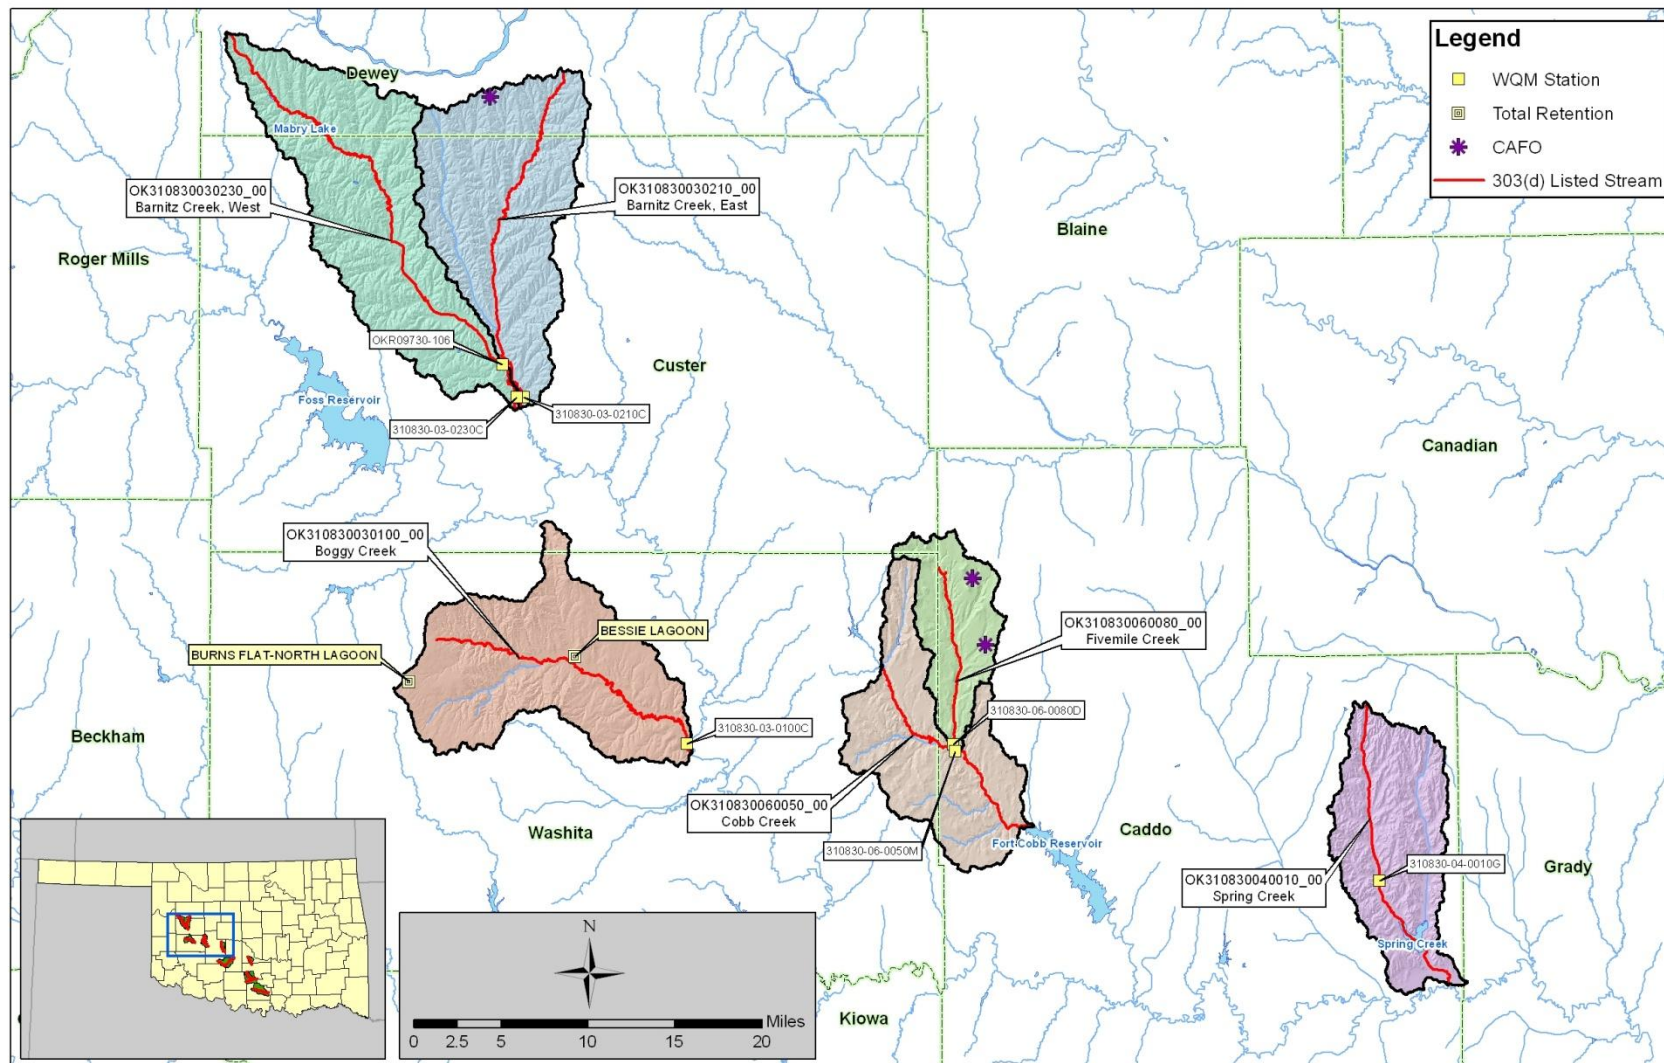 Legend
WQM Station
Total Retention
CAFO
303(d) Listed Stream
Dewey
Mabry Lake
OK310830030230_00
Barnitz Creek, West
OK310830030210_00
Barnitz Creek, East
Blaine
Roger Mills
OKR09730-106
Custer
Foss Reservoir
310830-03-0210C
310830-03-0230C
Canadian
OK310830030100_00
Boggy Creek
BESSIE LAGOON
BURNS FLAT-NORTH LAGOON
OK310830060080_00
Fivemile Creek
310830-06-0080D
310830-03-0100C
Beckham
OK310830060050_00
Cobb Creek
Washita
Caddo
Fort Cobb Reservoir
310830-06-0050M
310830-04-0010G
Grady
OK310830040010_00
Spring Creek
Spring Creek
N
Miles
0 2.5 5 10 15 20
Kiowa